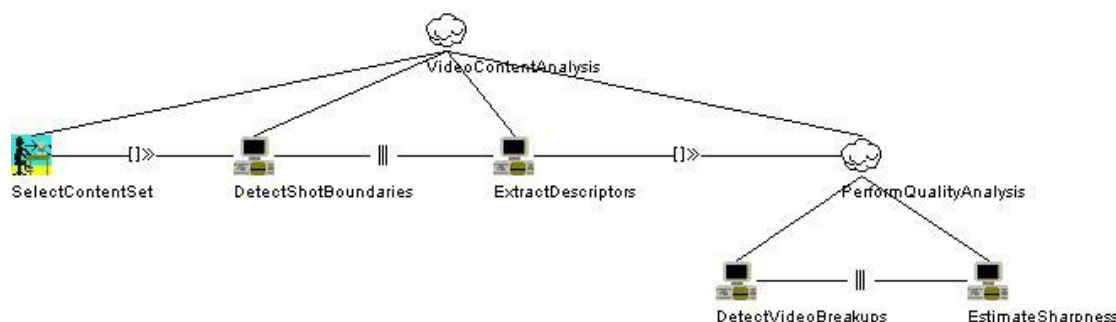 VideoContentAnalysis
[]» ||| []»
SelectContentSet DetectShotBoundaries ExtractDescriptors PerformQualityAnalysis
|||
DetectVideoBreakups EstimateSharpness